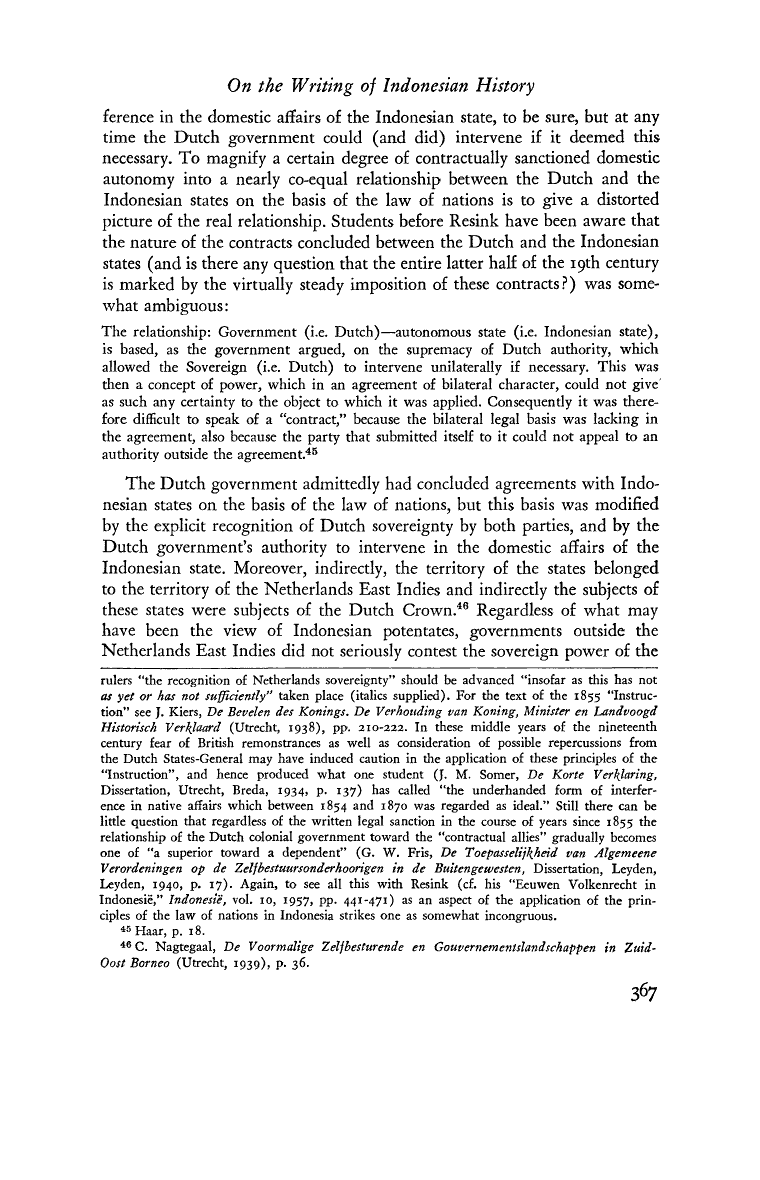 On the Writing of Indonesian History
ference in the domestic affairs of the Indonesian state, to be sure, but at any
time the Dutch government could (and did) intervene if it deemed this
necessary. To magnify a certain degree of contractually sanctioned domestic
autonomy into a nearly co-equal relationship between the Dutch and the
Indonesian states on the basis of the law of nations is to give a distorted
picture of the real relationship. Students before Resink have been aware that
the nature of the contracts concluded between the Dutch and the Indonesian
states (and is there any question that the entire latter half of the 19th century
is marked by the virtually steady imposition of these contracts?) was some-
what ambiguous:
The relationship: Government (i.e. Dutch)—autonomous state (i.e. Indonesian state),
is based, as the government argued, on the supremacy of Dutch authority, which
allowed the Sovereign (i.e. Dutch) to intervene unilaterally if necessary. This was
then a concept of power, which in an agreement of bilateral character, could not give
as such any certainty to the object to which it was applied. Consequently it was there-
fore difficult to speak of a "contract," because the bilateral legal basis was lacking in
the agreement, also because the party that submitted itself to it could not appeal to an
authority outside the agreement.45
The Dutch government admittedly had concluded agreements with Indo-
nesian states on the basis of the law of nations, but this basis was modified
by the explicit recognition of Dutch sovereignty by both parties, and by the
Dutch government's authority to intervene in the domestic affairs of the
Indonesian state. Moreover, indirectly, the territory of the states belonged
to the territory of the Netherlands East Indies and indirectly the subjects of
these states were subjects of the Dutch Crown.46 Regardless of what may
have been the view of Indonesian potentates, governments outside the
Netherlands East Indies did not seriously contest the sovereign power of the
rulers "the recognition of Netherlands sovereignty" should be advanced "insofar as this has not
as yet or has not sufficiently" taken place (italics supplied). For the text of the 1855 "Instruc-
tion" see J. Kiers, De Bevelen des Konings. De Verhouding van Koning, Minister en Landvoogd
Historisch Verklaard (Utrecht, 1938), pp. 210-222. In these middle years of the nineteenth
century fear of British remonstrances as well as consideration of possible repercussions from
the Dutch States-General may have induced caution in the application of these principles of the
"Instruction", and hence produced what one student (J. M. Somer, De Korte Verklaring,
Dissertation, Utrecht, Breda, 1934, p. 137) has called "the underhanded form of interfer-
ence in native affairs which between 1854 and 1870 was regarded as ideal." Still there can be
little question that regardless of the written legal sanction in the course of years since 1855 the
relationship of the Dutch colonial government toward the "contractual allies" gradually becomes
one of "a superior toward a dependent" (G. W. Fris, De Toepasselijkheid van Algemeene
Verordeningen op de Zelfbestuursonderhoorigen in de Buitengewesten, Dissertation, Leyden,
Leyden, 1940, p. 17). Again, to see all this with Resink (cf. his "Eeuwen Volkenrecht in
Indonesië," Indonesië, vol. 10, 1957, pp. 441-471) as an aspect of the application of the prin-
ciples of the law of nations in Indonesia strikes one as somewhat incongruous.
45 Haar, p. 18.
46 C. Nagtegaal, De Voormalige Zelfbesturende en Gouvernementslandschappen in Zuid-
Oost Borneo (Utrecht, 1939), p. 36.
367